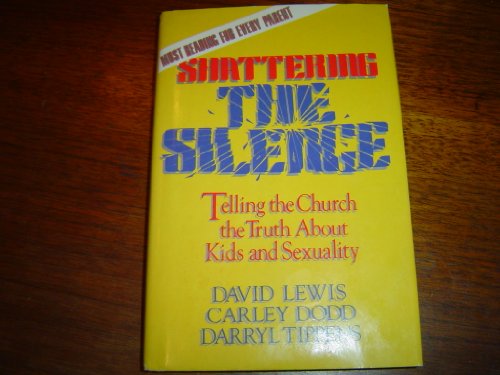 MUST READING FOR EVERY PARENT
SHATTERING
THE
SILENCE
Telling the Church
the Truth About
Kids and Sexuality
DAVID LEWIS
CARLEY DODD
DARRYL TIPPENS